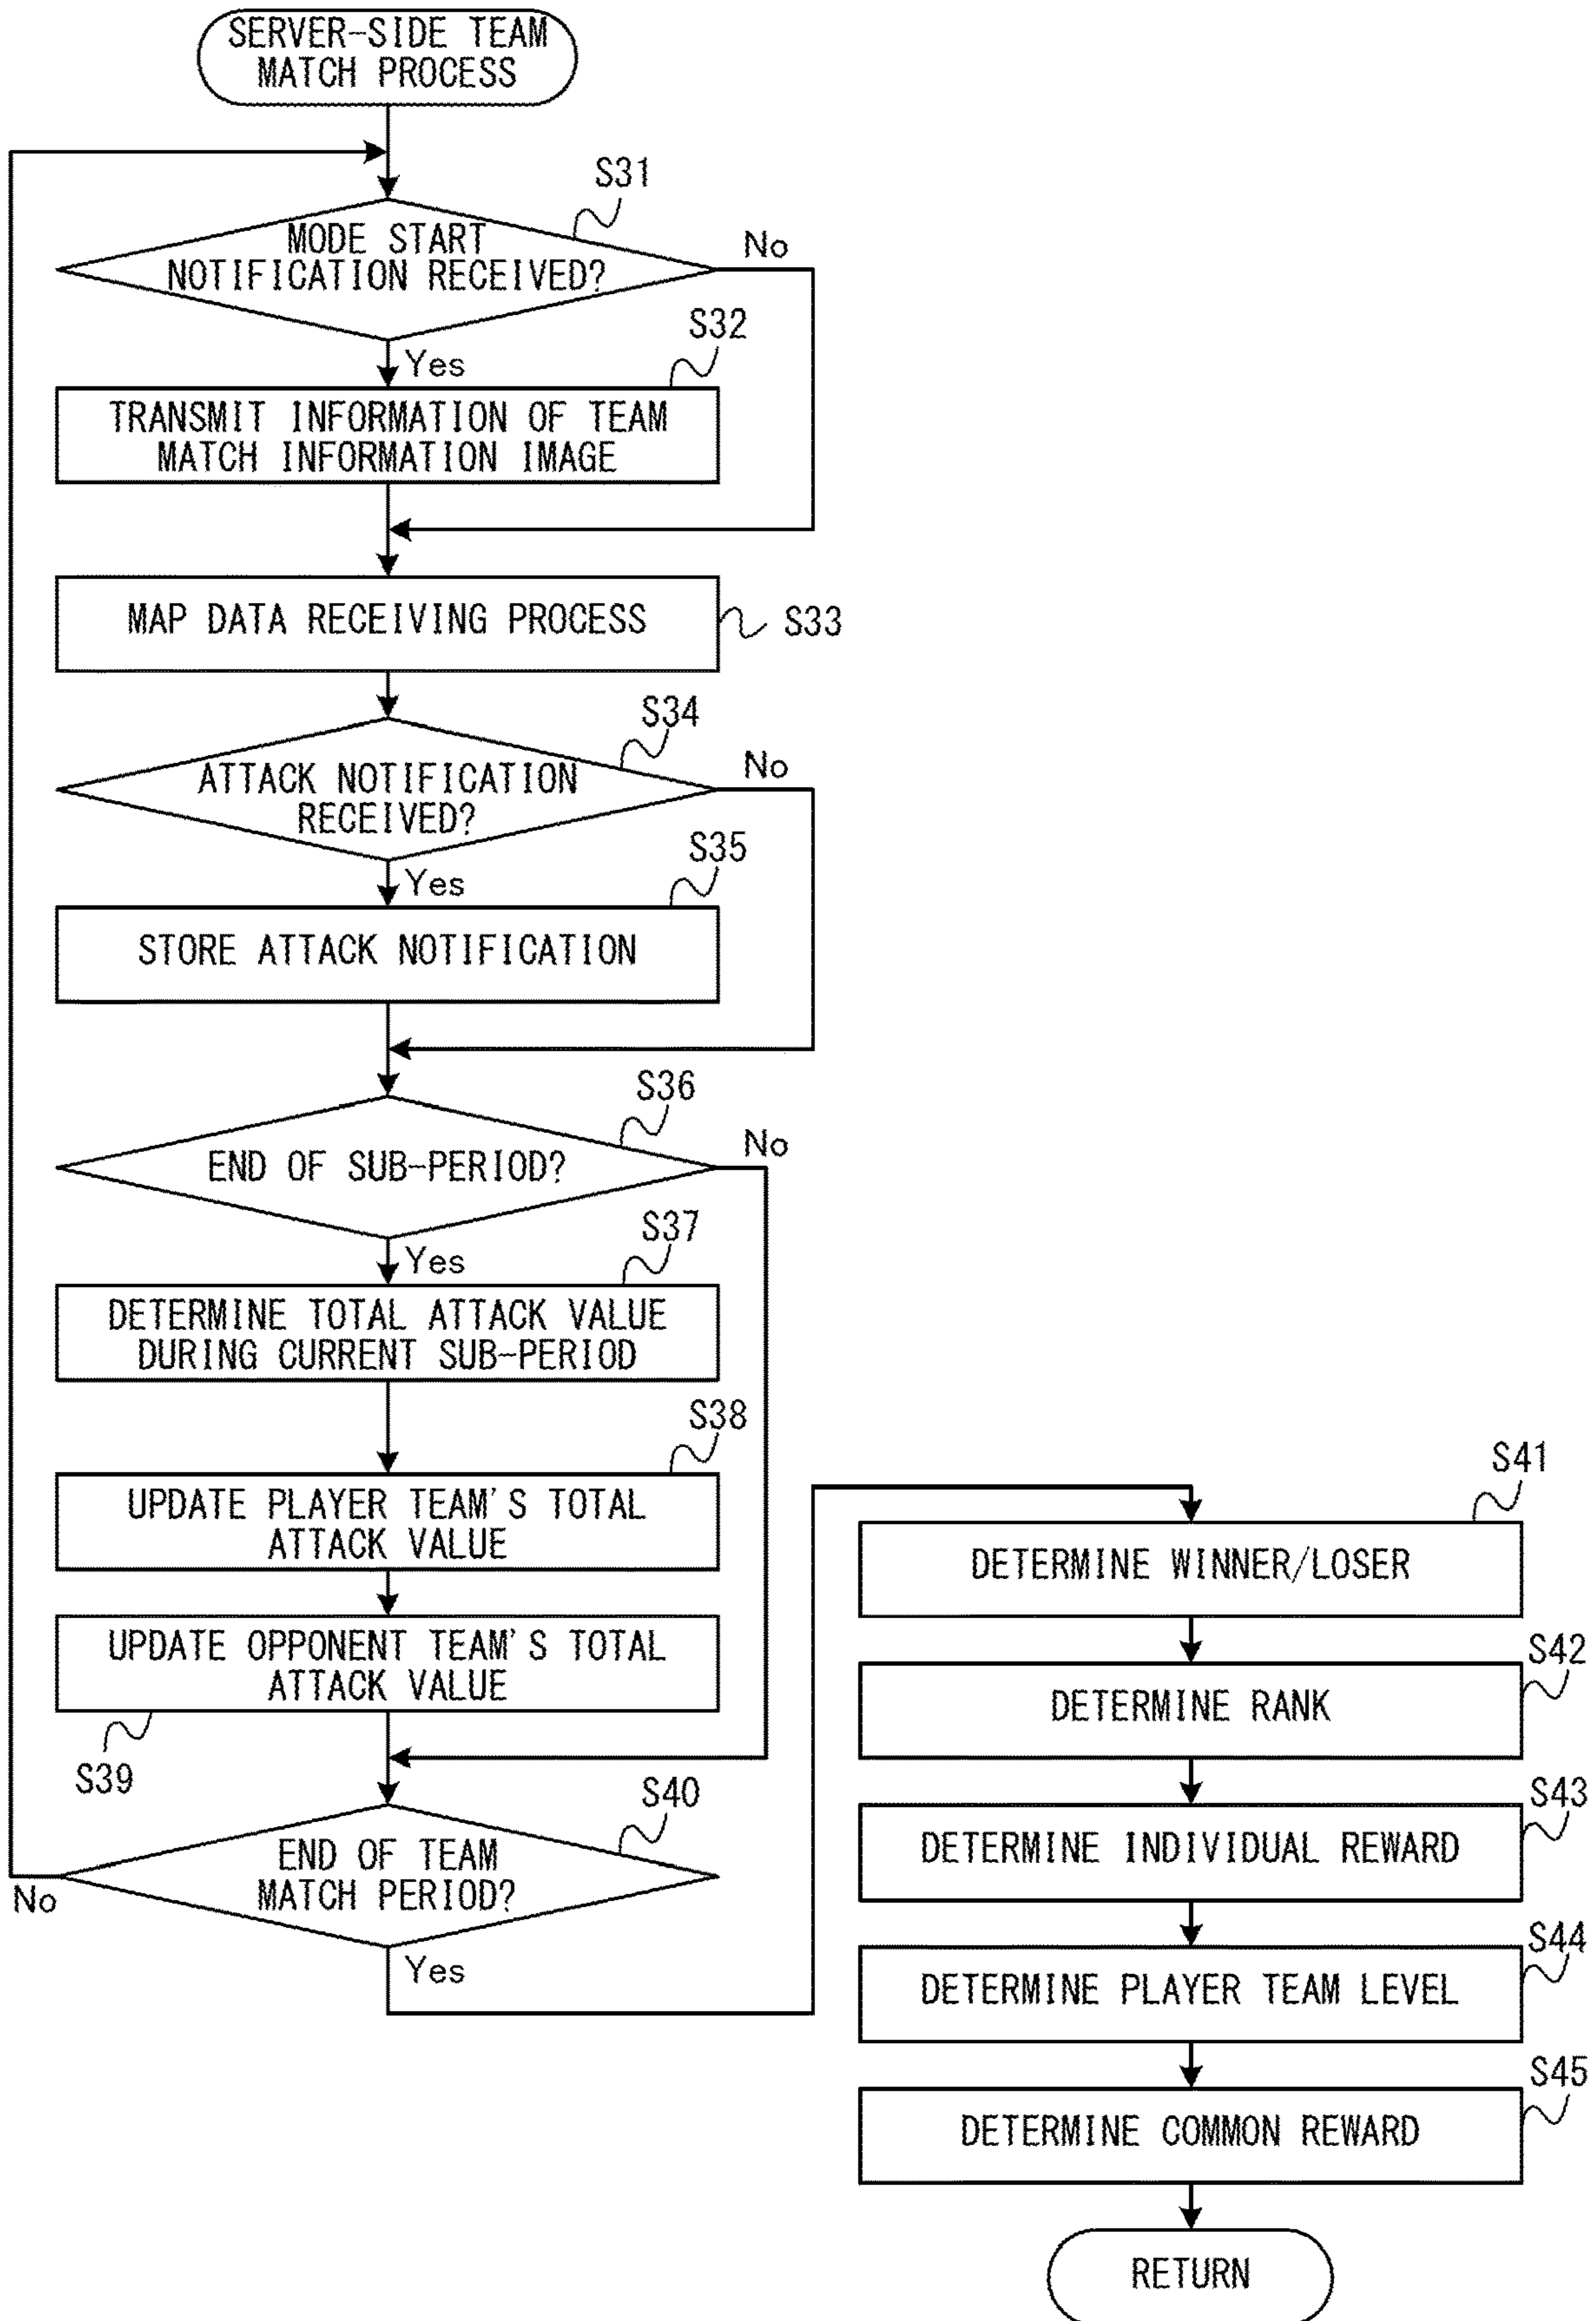 SERVER-SIDE TEAM
MATCH PROCESS
S31
MODE START
NOTIFICATION RECEIVED?
No
Yes
S32
TRANSMIT INFORMATION OF TEAM
MATCH INFORMATION IMAGE
MAP DATA RECEIVING PROCESS
S33
S34
ATTACK NOTIFICATION
RECEIVED?
No
Yes
S35
STORE ATTACK NOTIFICATION
S36
END OF SUB-PERIOD?
No
Yes
S37
DETERMINE TOTAL ATTACK VALUE
DURING CURRENT SUB-PERIOD
S38
UPDATE PLAYER TEAM'S TOTAL
ATTACK VALUE
UPDATE OPPONENT TEAM'S TOTAL
ATTACK VALUE
S39
S40
END OF TEAM
MATCH PERIOD?
No
Yes
S41
DETERMINE WINNER/LOSER
S42
DETERMINE RANK
S43
DETERMINE INDIVIDUAL REWARD
S44
DETERMINE PLAYER TEAM LEVEL
S45
DETERMINE COMMON REWARD
RETURN